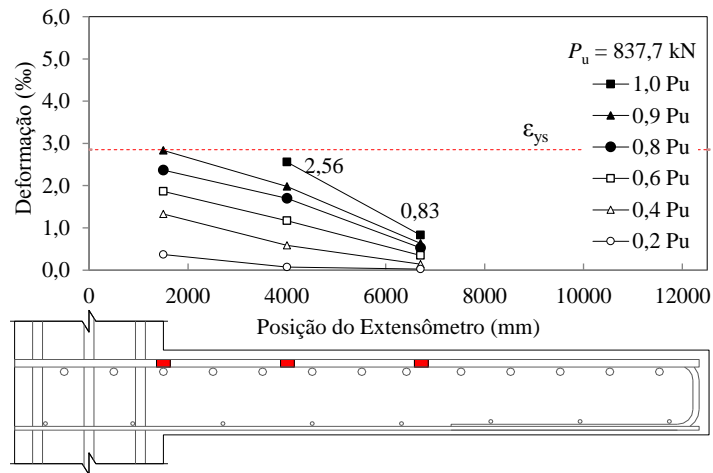 6,0
5,0
4,0
3,0
2,0
1,0
0,0
Deformação (‰)
P_u = 837,7 kN
1,0 Pu
0,9 Pu
0,8 Pu
0,6 Pu
0,4 Pu
0,2 Pu
ε_ys
2,56
0,83
0 2000 4000 6000 8000 10000 12000
Posição do Extensômetro (mm)